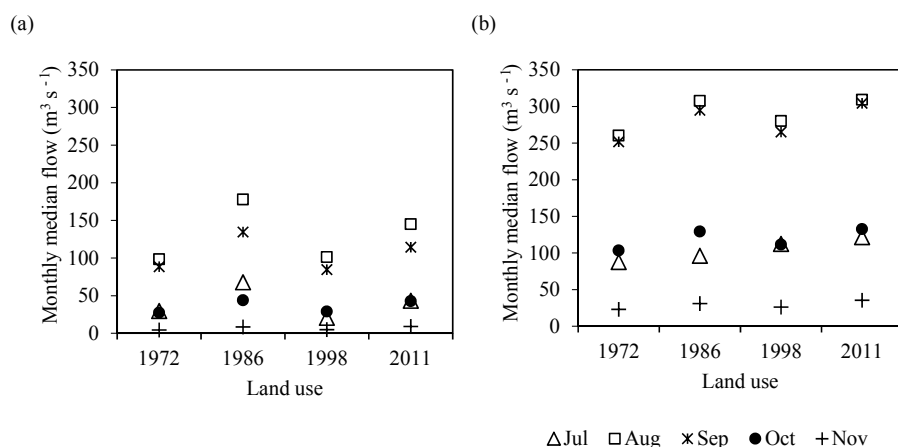 (a)
350
300
250
200
150
100
50
0
Monthly median flow (m³ s⁻¹)
1972 1986 1998 2011
Land use
(b)
350
300
250
200
150
100
50
0
Monthly median flow (m³ s⁻¹)
1972 1986 1998 2011
Land use
Jul Aug Sep Oct Nov